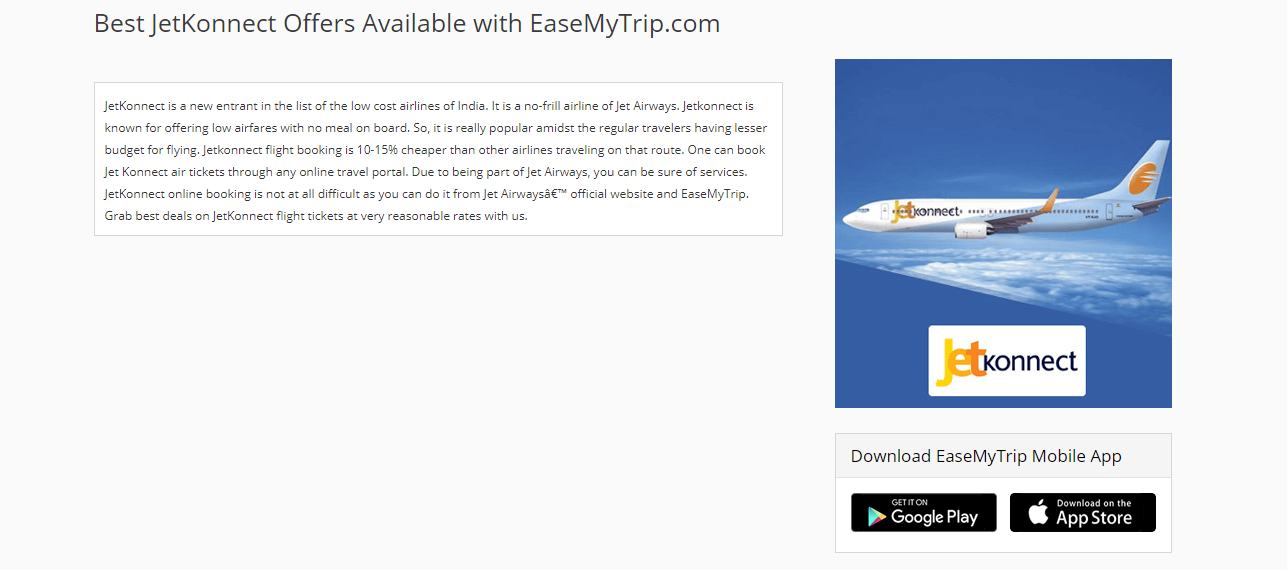 Best JetKonnect Offers Available with EaseMyTrip.com
JetKonnect is a new entrant in the list of the low cost airlines of India. It is a no-frill airline of Jet Airways. Jetkonnect is
known for offering low airfares with no meal on board. So, it is really popular amidst the regular travelers having lesser
budget for flying. Jetkonnect flight booking is 10-15% cheaper than other airlines traveling on that route. One can book
Jet Konnect air tickets through any online travel portal. Due to being part of Jet Airways, you can be sure of services.
JetKonnect online booking is not at all difficult as you can do it from Jet Airwaysâ€™ official website and EaseMyTrip.
Grab best deals on JetKonnect flight tickets at very reasonable rates with us.
Jetkonnect
Jetkonnect
Download EaseMyTrip Mobile App
GET IT ON
Google Play
Download on the
App Store